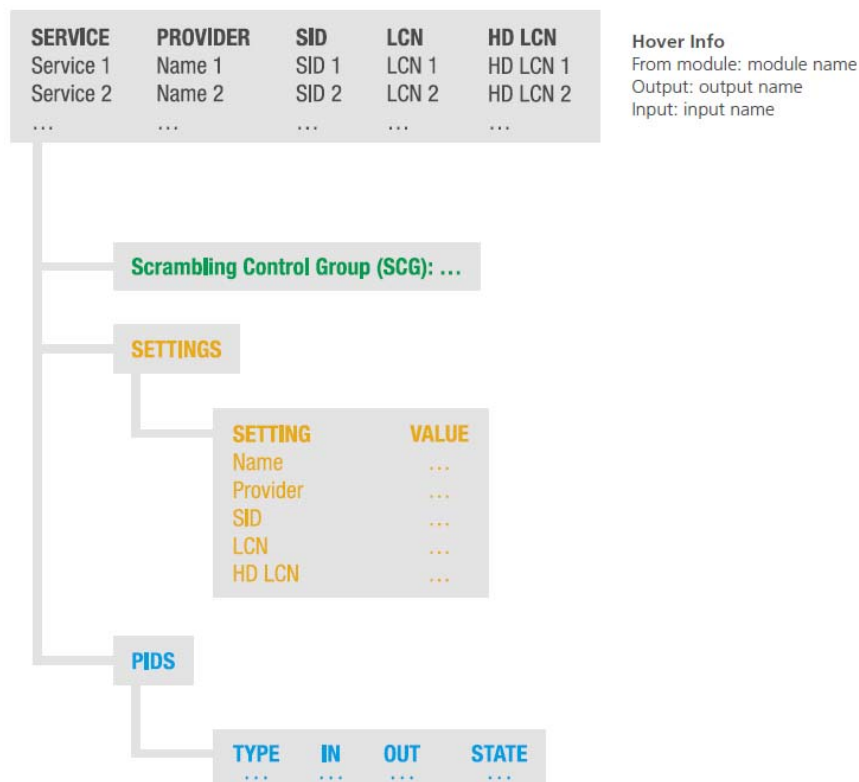 SERVICE PROVIDER SID LCN HD LCN
Service 1 Name 1 SID 1 LCN 1 HD LCN 1
Service 2 Name 2 SID 2 LCN 2 HD LCN 2
... ... ... ... ...
Hover Info
From module: module name
Output: output name
Input: input name
Scrambling Control Group (SCG): ...
SETTINGS
SETTING VALUE
Name ...
Provider ...
SID ...
LCN ...
HD LCN ...
PIDS
TYPE IN OUT STATE
... ... ... ...